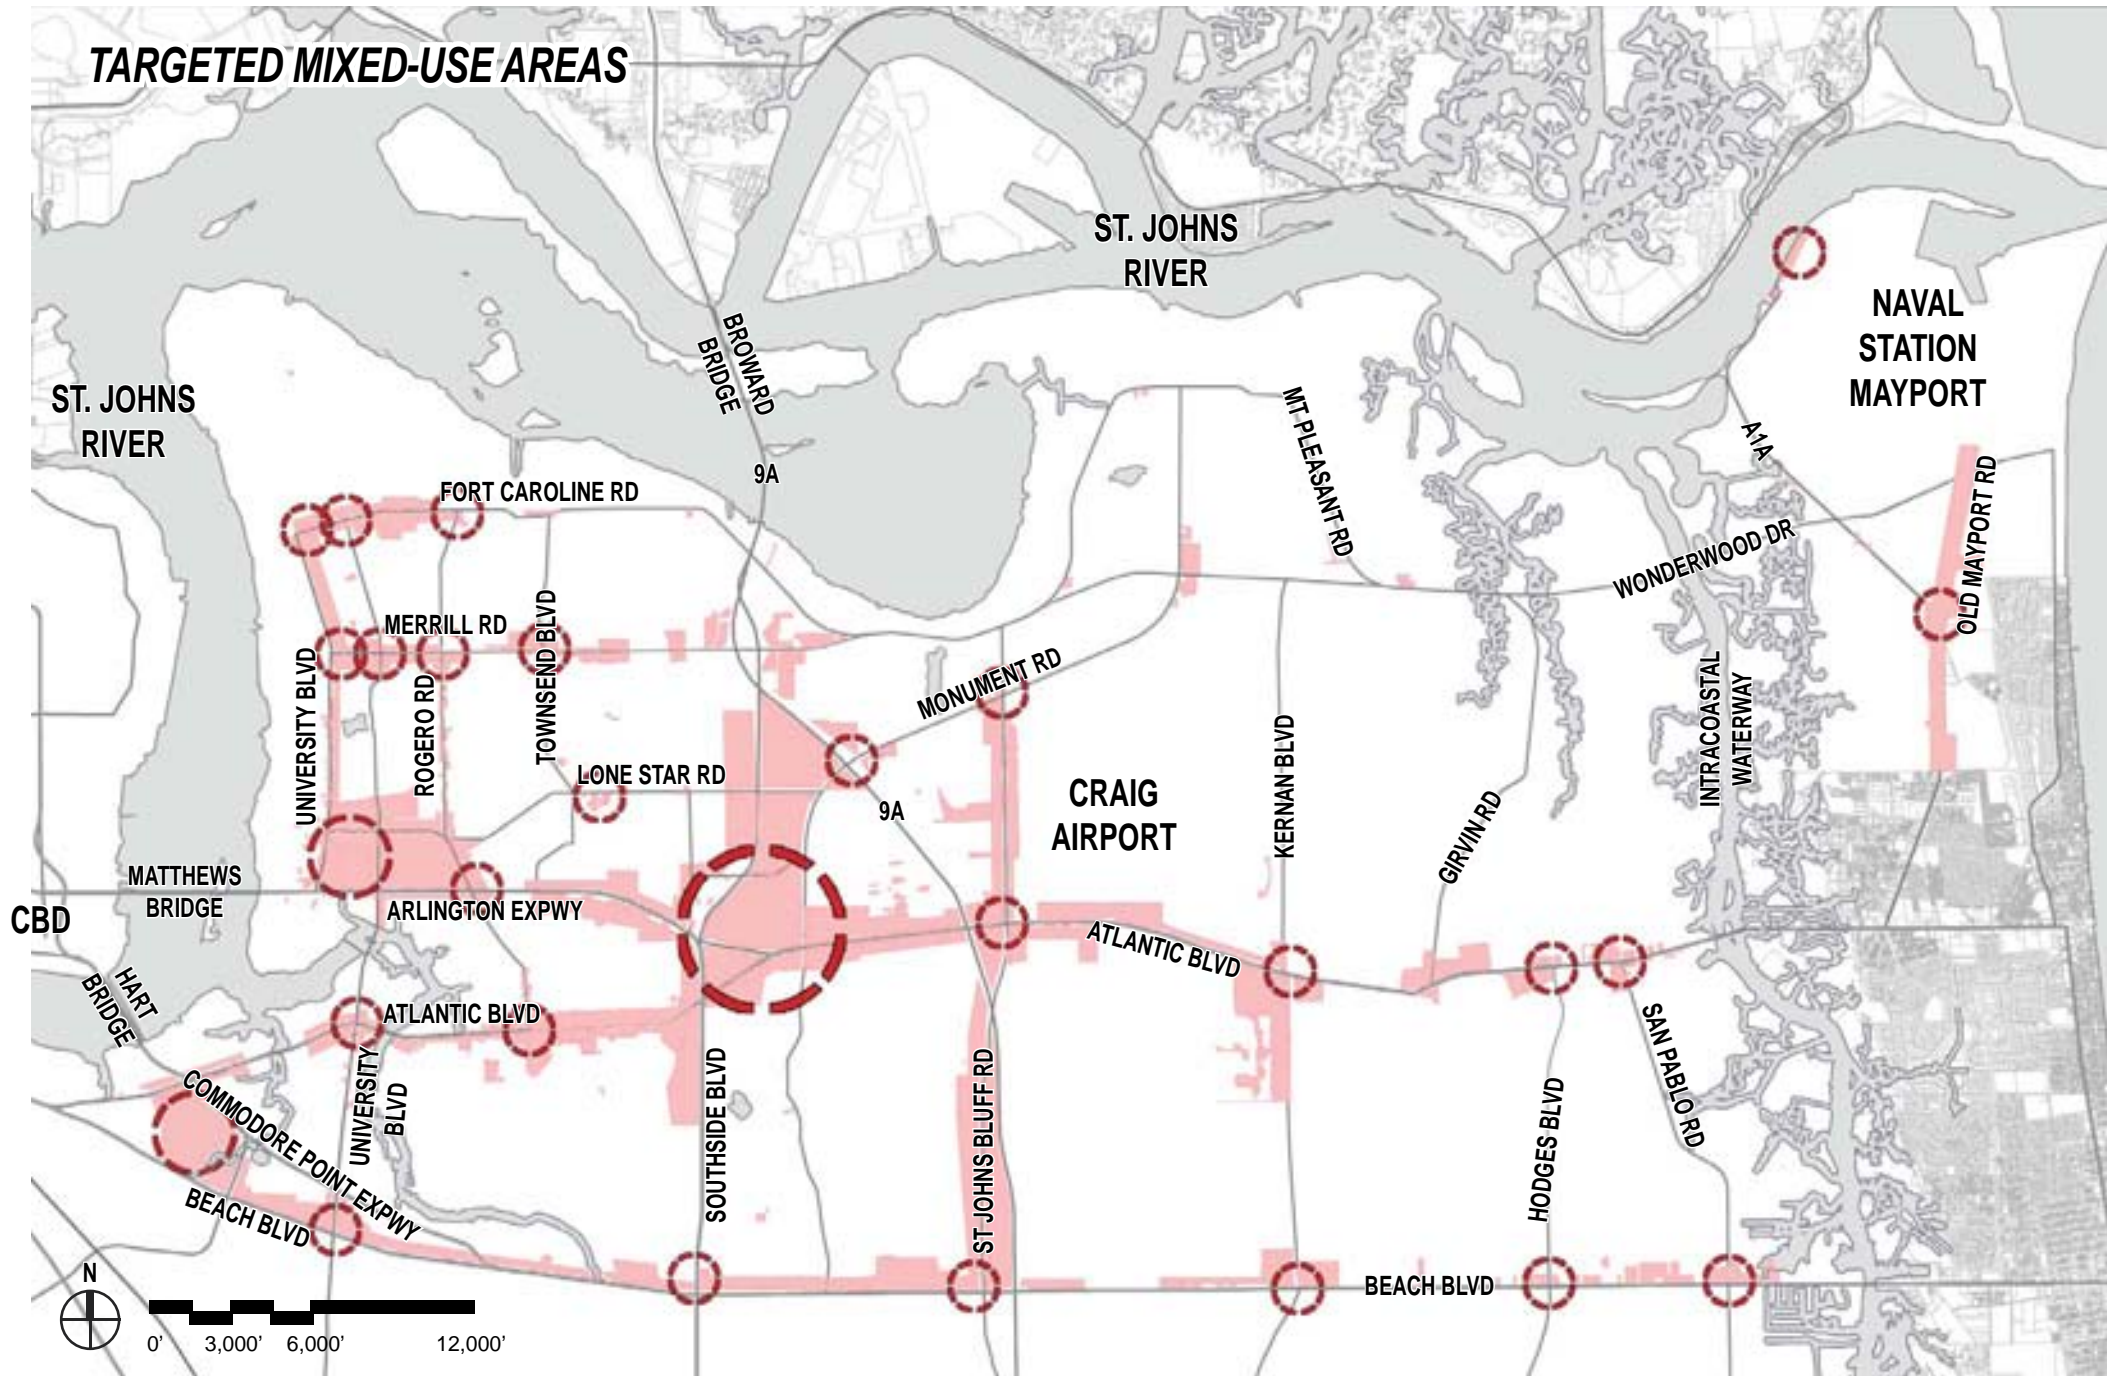 TARGETED MIXED-USE AREAS
ST. JOHNS
RIVER
NAVAL
STATION
MAYPORT
BROWARD
BRIDGE
ST. JOHNS
RIVER
MT PLEASANT RD
A1A
9A
FORT CAROLINE RD
OLD MAYPORT RD
WONDERWOOD DR
MERRILL RD
TOWNSEND BLVD
UNIVERSITY BLVD
ROGERO RD
MONUMENT RD
INTRACOASTAL
WATERWAY
LONE STAR RD
9A
CRAIG
AIRPORT
KERNAN BLVD
GIRVIN RD
MATTHEWS
BRIDGE
CBD
ARLINGTON EXPWY
ATLANTIC BLVD
HART
BRIDGE
ATLANTIC BLVD
SAN PABLO RD
UNIVERSITY
BLVD
COMMODORE POINT EXPWY
SOUTHSIDE BLVD
ST JOHNS BLUFF RD
HODGES BLVD
BEACH BLVD
BEACH BLVD
N
0' 3,000' 6,000' 12,000'